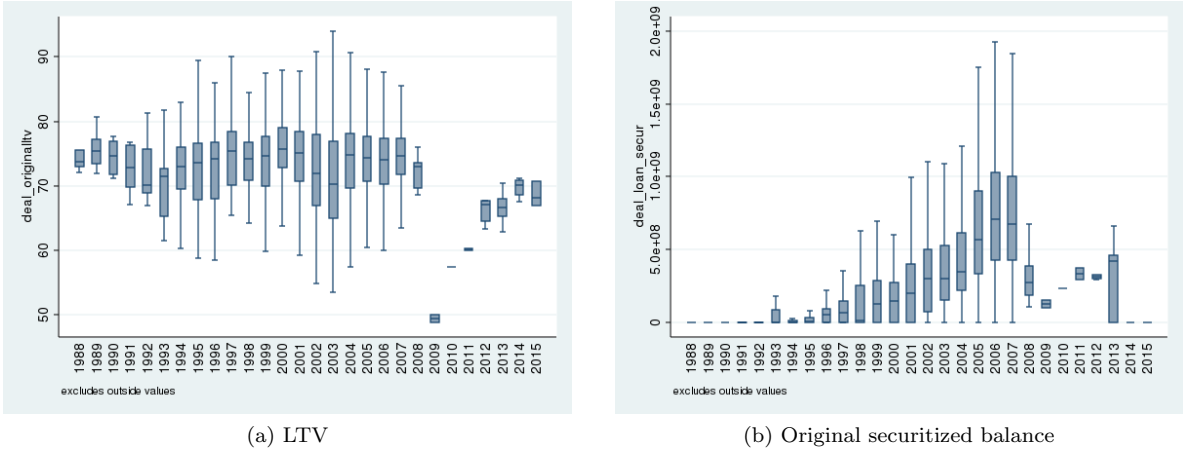 deal_originalltv
90
80
70
60
50
1988 1989 1990 1991 1992 1993 1994 1995 1996 1997 1998 1999 2000 2001 2002 2003 2004 2005 2006 2007 2008 2009 2010 2011 2012 2013 2014 2015
excludes outside values
(a) LTV
deal_loan_secur
2.0e+09
1.5e+09
1.0e+09
5.0e+08
0
1988 1989 1990 1991 1992 1993 1994 1995 1996 1997 1998 1999 2000 2001 2002 2003 2004 2005 2006 2007 2008 2009 2010 2011 2012 2013 2014 2015
excludes outside values
(b) Original securitized balance